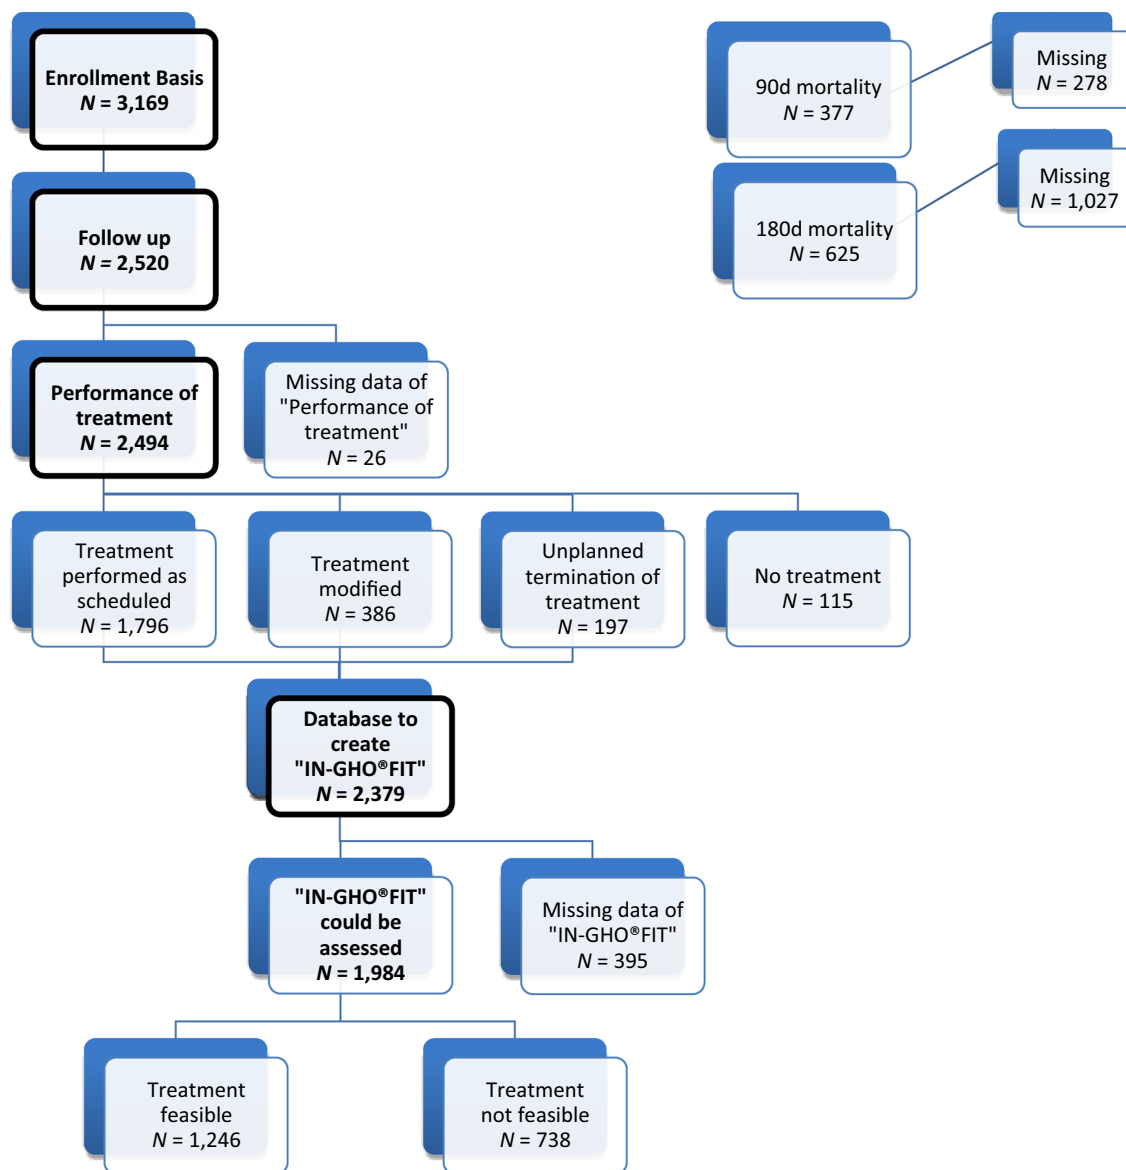 Enrollment Basis
N = 3,169
90d mortality
N = 377
Missing
N = 278
Follow up
N = 2,520
180d mortality
N = 625
Missing
N = 1,027
Performance of
treatment
N = 2,494
Missing data of
"Performance of
treatment"
N = 26
Treatment
performed as
scheduled
N = 1,796
Treatment
modified
N = 386
Unplanned
termination of
treatment
N = 197
No treatment
N = 115
Database to
create
"IN-GHO®FIT"
N = 2,379
"IN-GHO®FIT"
could be
assessed
N = 1,984
Missing data of
"IN-GHO®FIT"
N = 395
Treatment
feasible
N = 1,246
Treatment
not feasible
N = 738